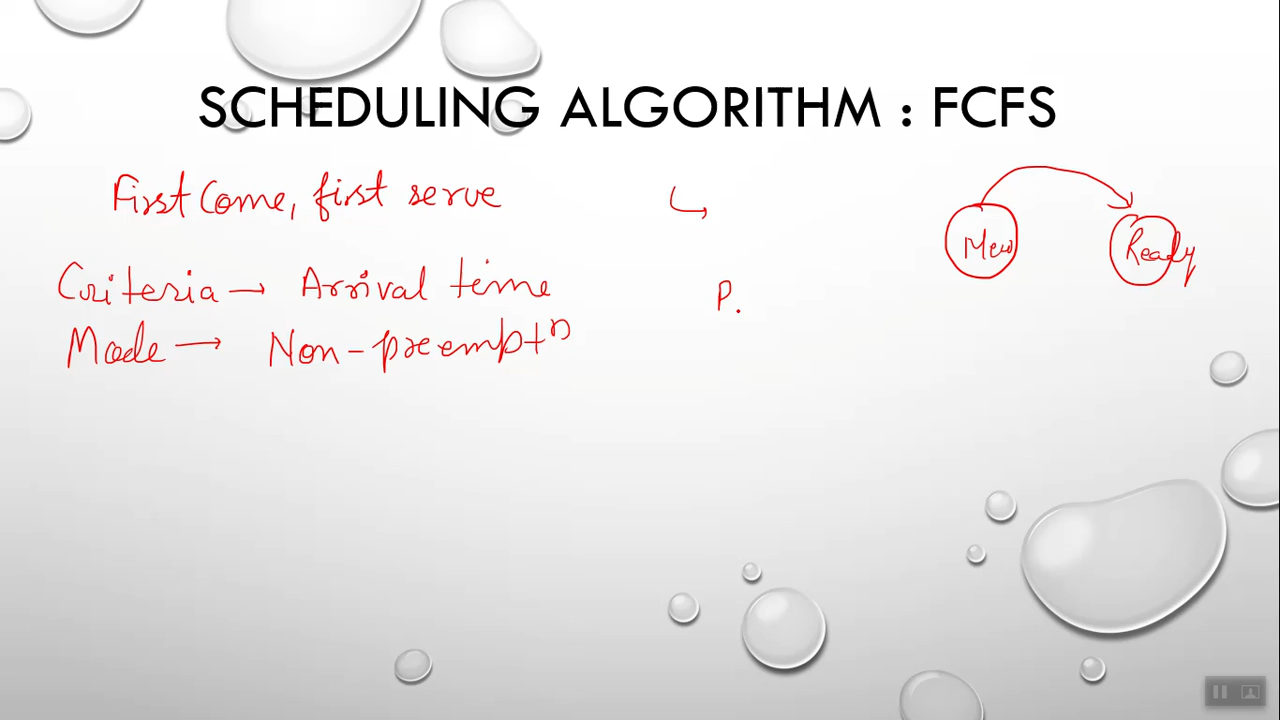 SCHEDULING ALGORITHM : FCFS
First Come, first serve
Criteria → Arrival time
Mode → Non-preemptn
New
Ready
P.